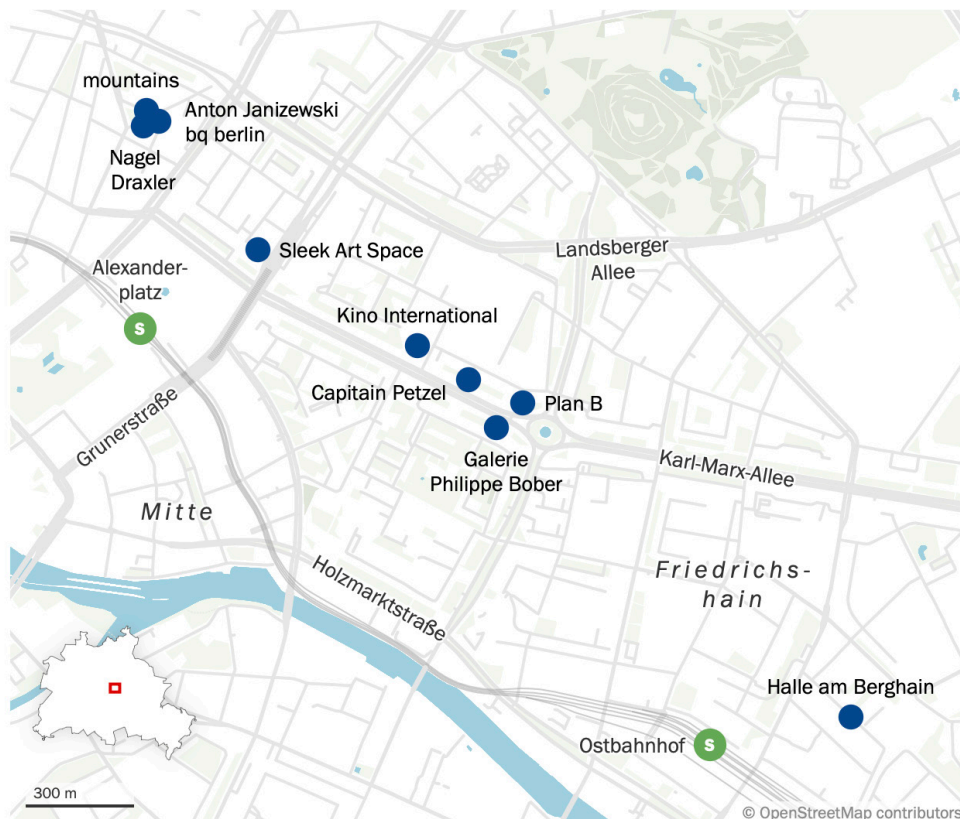 mountains
Anton Janizewski
bq berlin
Nagel
Draxler
Sleek Art Space
Landsberger
Allee
Alexander-
platz
S
Kino International
Capitain Petzel
Plan B
Grunerstraße
Galerie
Philippe Bober
Karl-Marx-Allee
Mitte
Holzmarktstraße
Friedrichs-
hain
Halle am Berghain
Ostbahnhof
S
300 m
© OpenStreetMap contributors